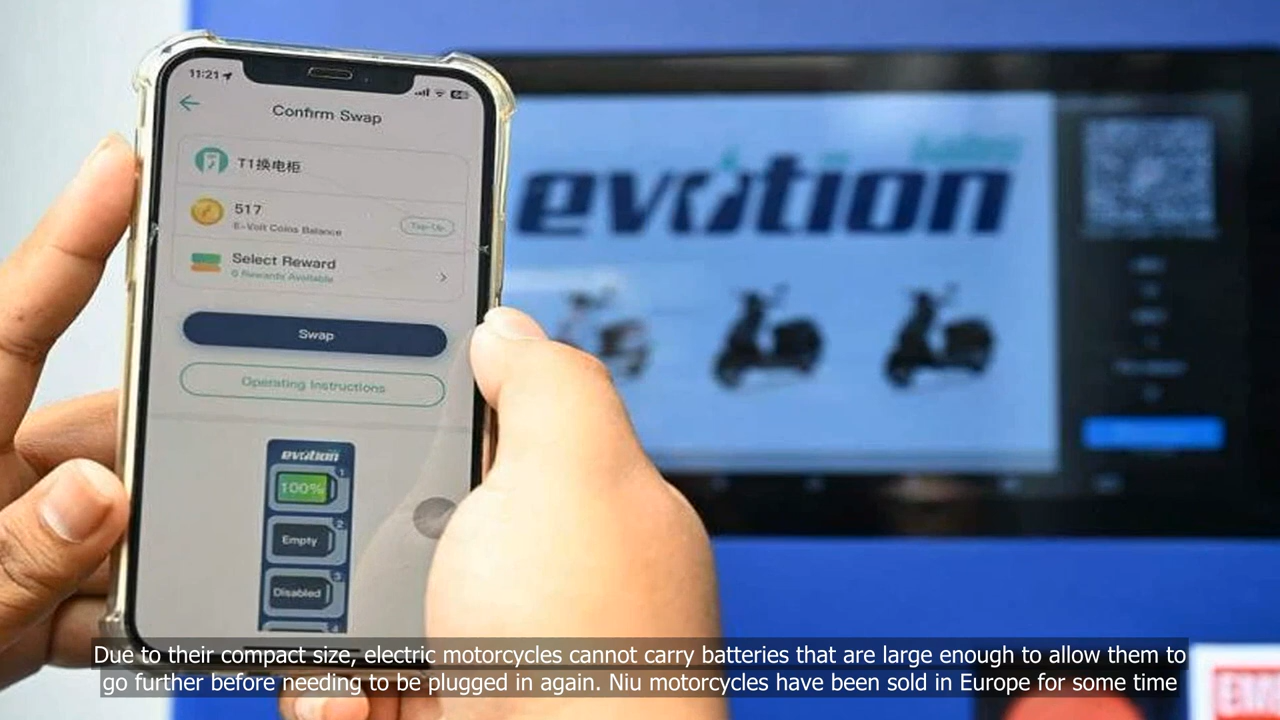 11:21
Confirm Swap
T1换电柜
517
E-Volt Coins Balance
Top-Up
Select Reward
0 Rewards Available
Swap
Operating Instructions
evotion
1
100%
2
Empty
3
Disabled
4
evotion
Due to their compact size, electric motorcycles cannot carry batteries that are large enough to allow them to
go further before needing to be plugged in again. Niu motorcycles have been sold in Europe for some time